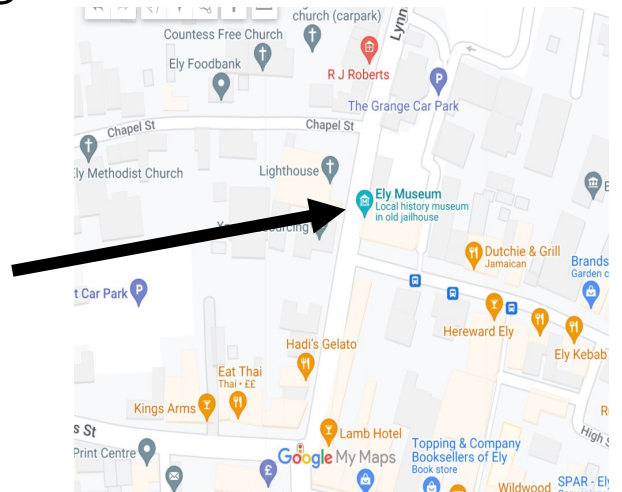 church (carpark)
Countess Free Church
Lynn
Ely Foodbank
R J Roberts
P
The Grange Car Park
Chapel St
Chapel St
ly Methodist Church
Lighthouse
Ely Museum
Local history museum
in old jailhouse
E
Dutchie & Grill
Jamaican
Brands
Garden c
t Car Park
P
Hereward Ely
Ely Kebab
Hadi's Gelato
Eat Thai
Thai • ££
Kings Arms
R
s St
Lamb Hotel
High S
Print Centre
Google My Maps
Topping & Company
Booksellers of Ely
Book store
£
Wildwood
SPAR - Ely